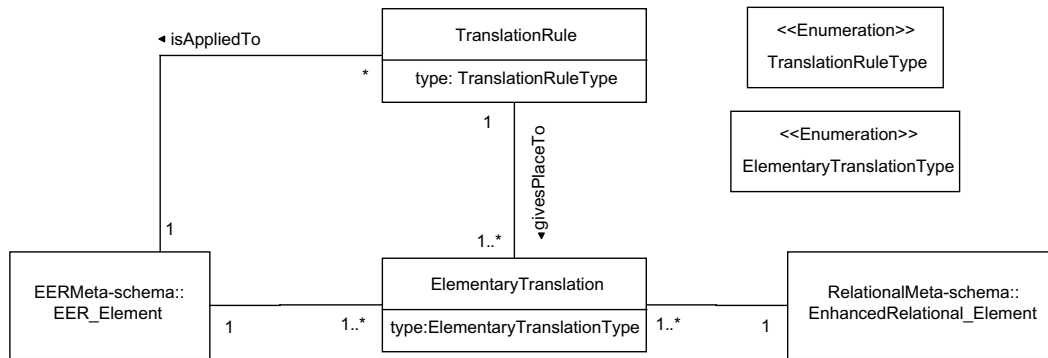 TranslationRule
type: TranslationRuleType
<<Enumeration>>
TranslationRuleType
<<Enumeration>>
ElementaryTranslationType
isAppliedTo
*
1
givesPlaceTo
1..*
1
EERMeta-schema::
EER_Element
1
1..*
ElementaryTranslation
type:ElementaryTranslationType
1..*
1
RelationalMeta-schema::
EnhancedRelational_Element